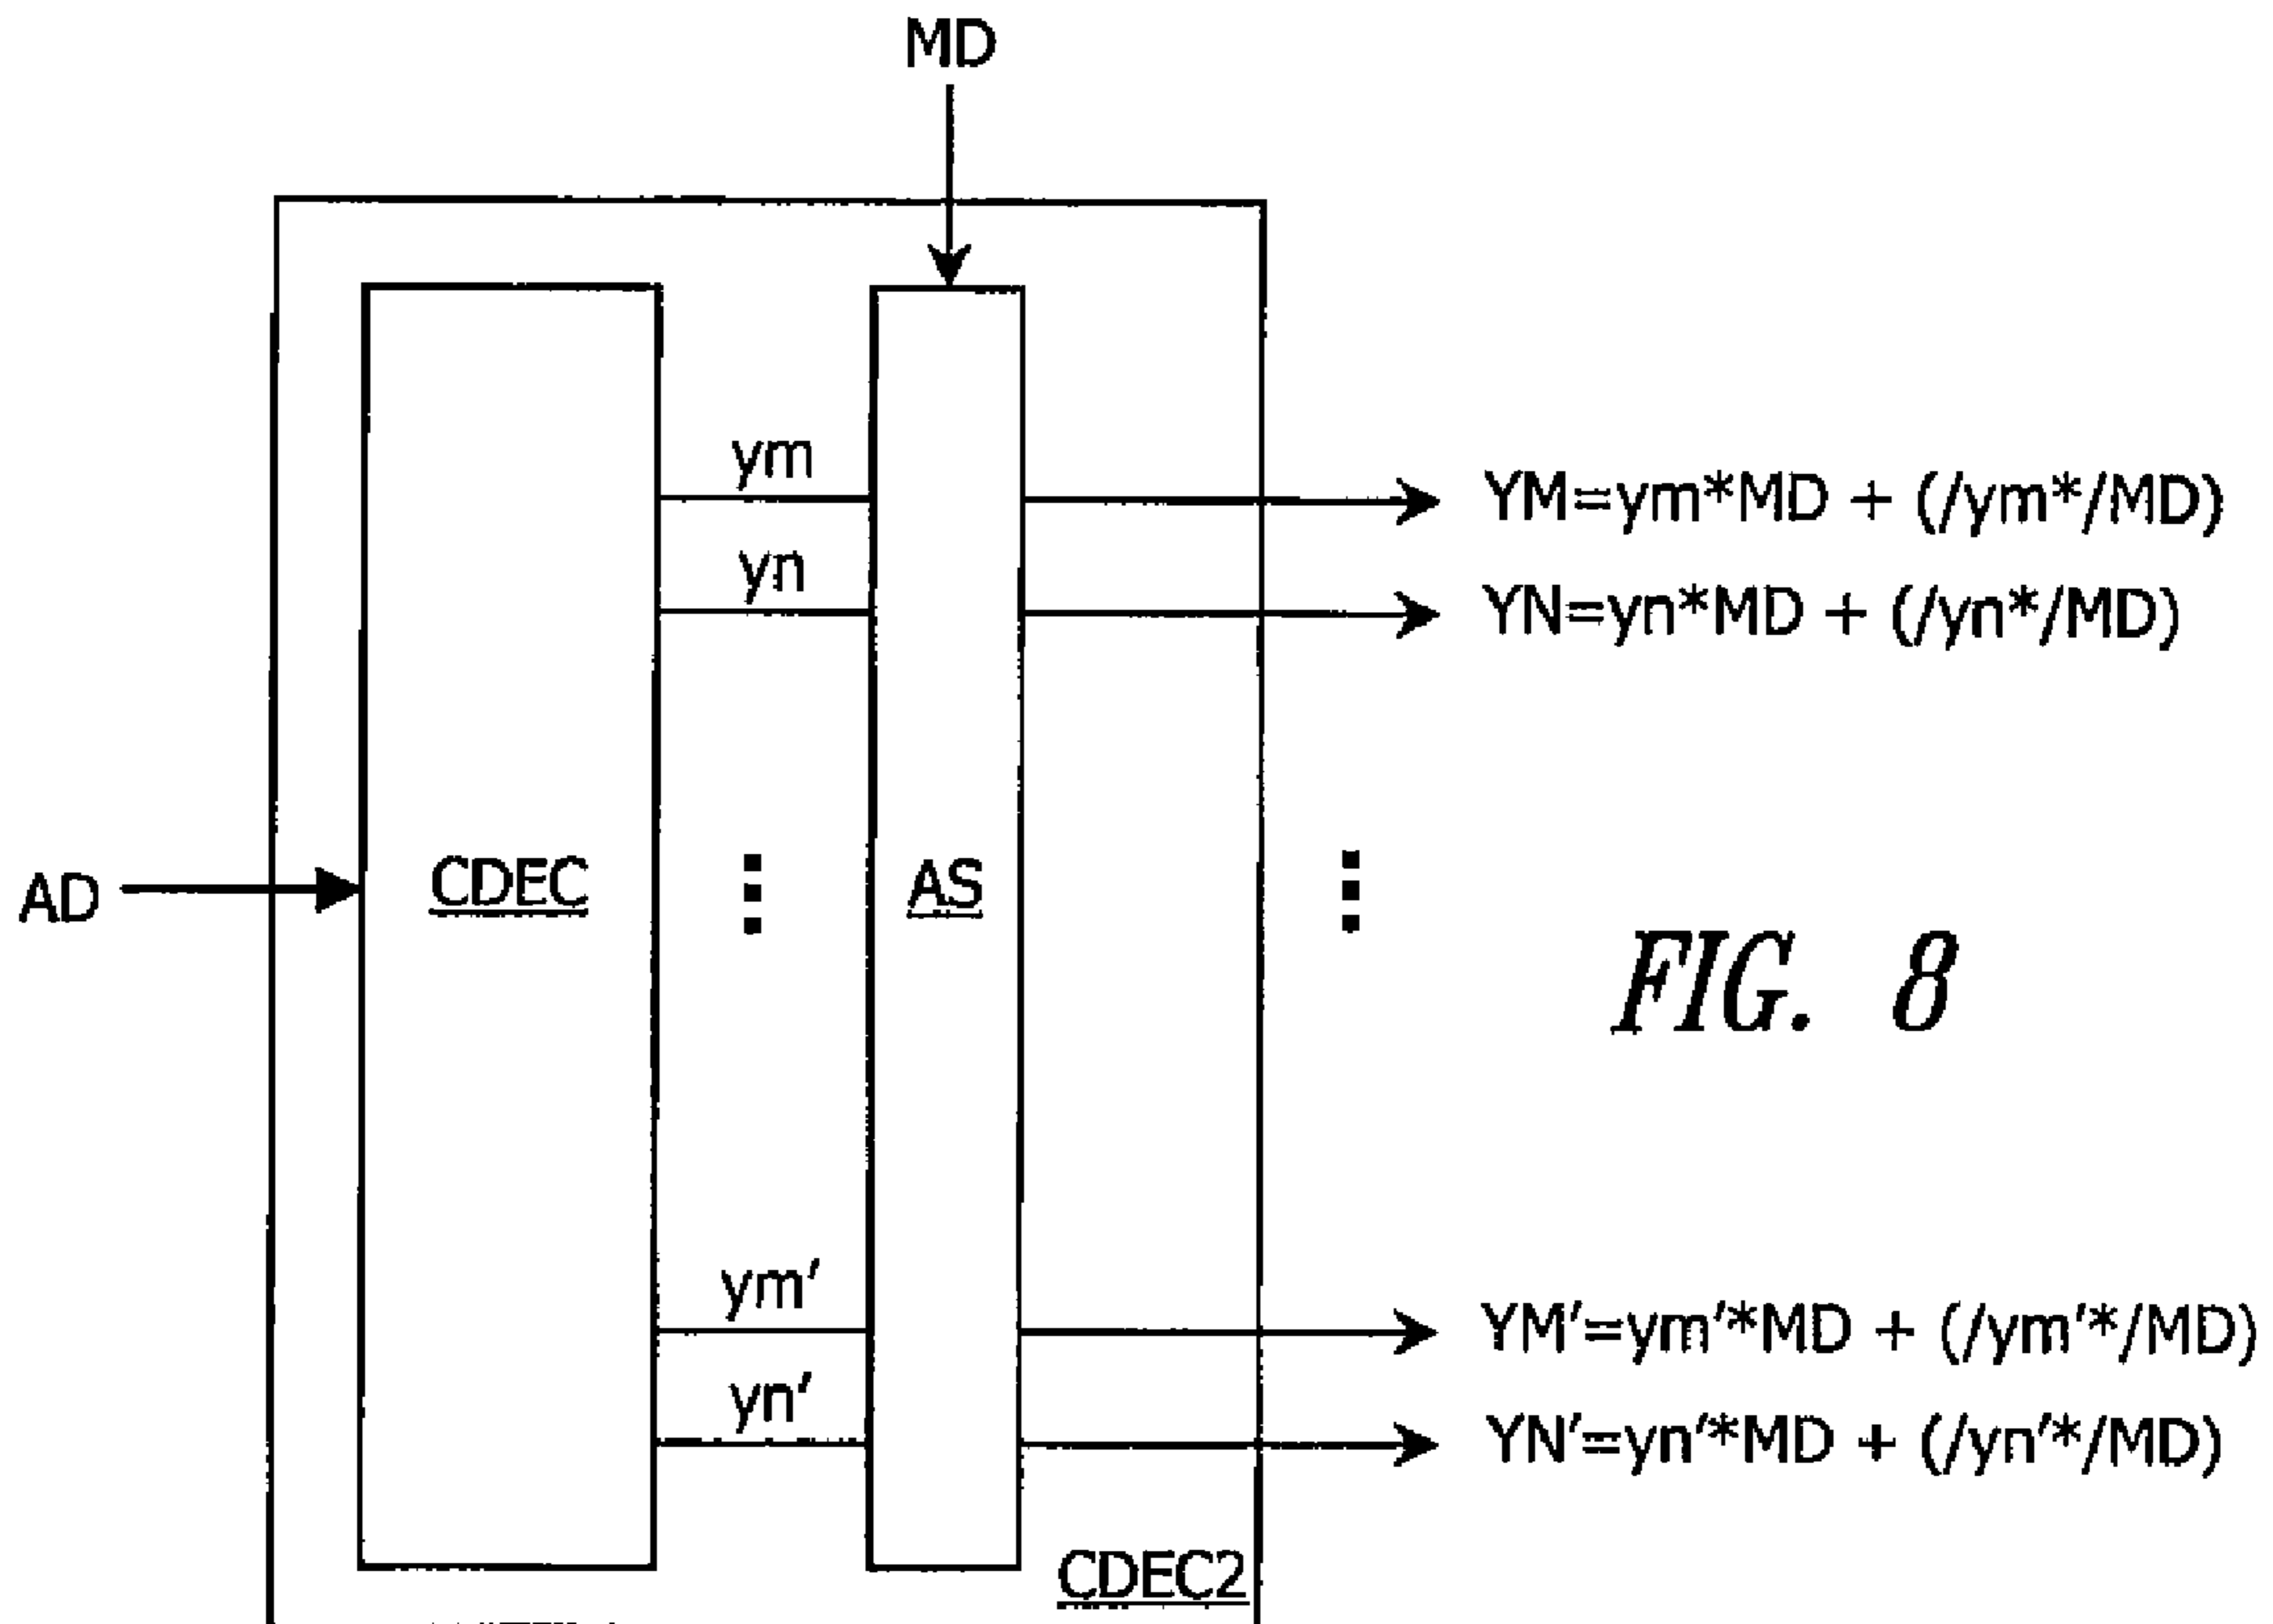 MD
ym
YM=ym*MD + (/ym*/MD)
yn
YN=yn*MD + (/yn*/MD)
AD
CDEC
AS
FIG. 8
ym′
YM′=ym′*MD + (/ym′*/MD)
yn′
YN′=yn′*MD + (/yn′*/MD)
CDEC2